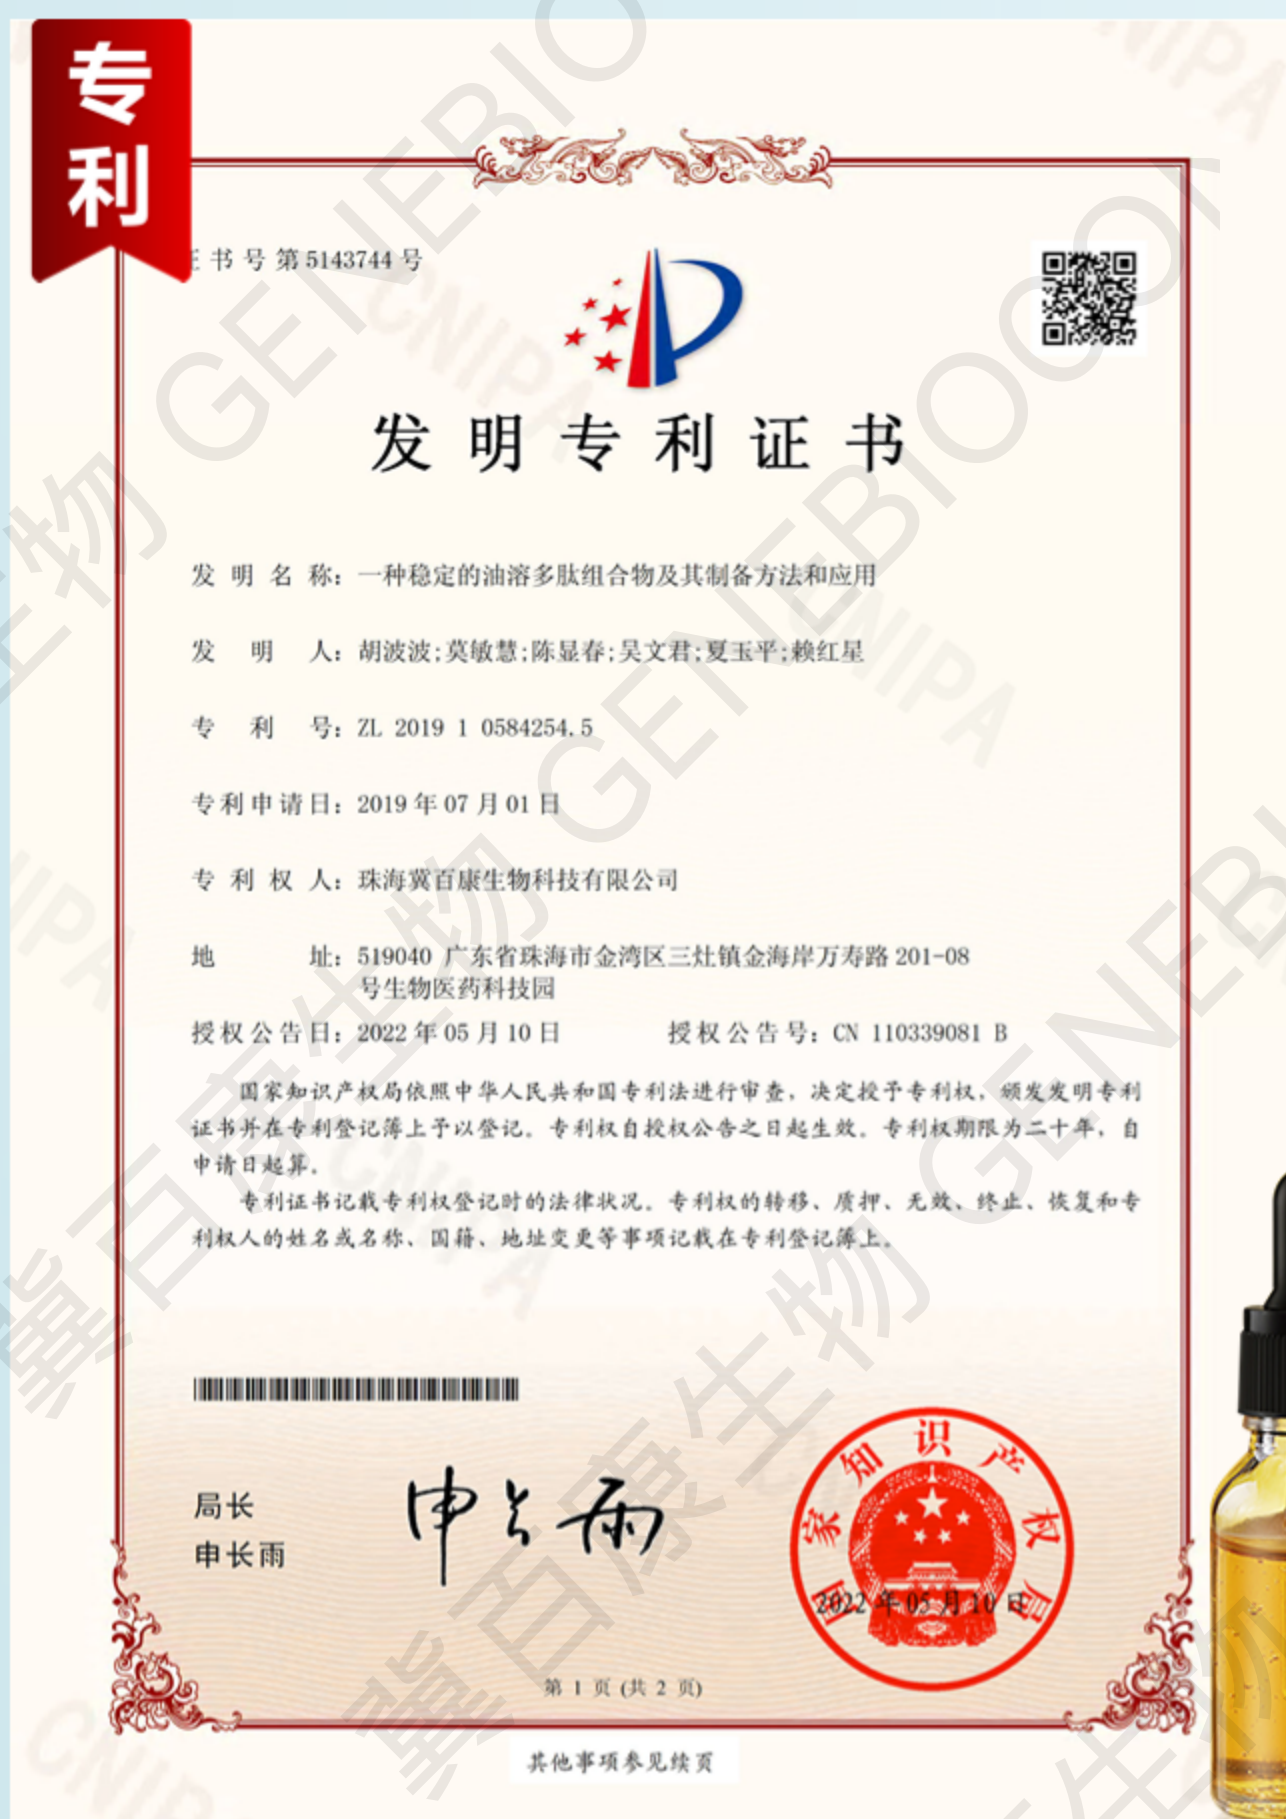 专
利
证书号第5143744号
发明专利证书
发明名称：一种稳定的油溶多肽组合物及其制备方法和应用
发明人：胡波波;莫敏慧;陈显春;吴文君;夏玉平;赖红星
专利号：ZL 2019 1 0584254.5
专利申请日：2019年07月01日
专利权人：珠海冀百康生物科技有限公司
地址：519040 广东省珠海市金湾区三灶镇金海岸万寿路201-08
号生物医药科技园
授权公告日：2022年05月10日 授权公告号：CN 110339081 B
国家知识产权局依照中华人民共和国专利法进行审查，决定授予专利权，颁发发明专利
证书并在专利登记簿上予以登记。专利权自授权公告之日起生效。专利权期限为二十年，自
申请日起算。
专利证书记载专利权登记时的法律状况。专利权的转移、质押、无效、终止、恢复和专
利权人的姓名或名称、国籍、地址变更等事项记载在专利登记簿上。
局长
申长雨
申长雨
国家知识产权局
2022年05月10日
第 1 页 (共 2 页)
其他事项参见续页
冀百康生物 GENEBIOCON
CNIPA